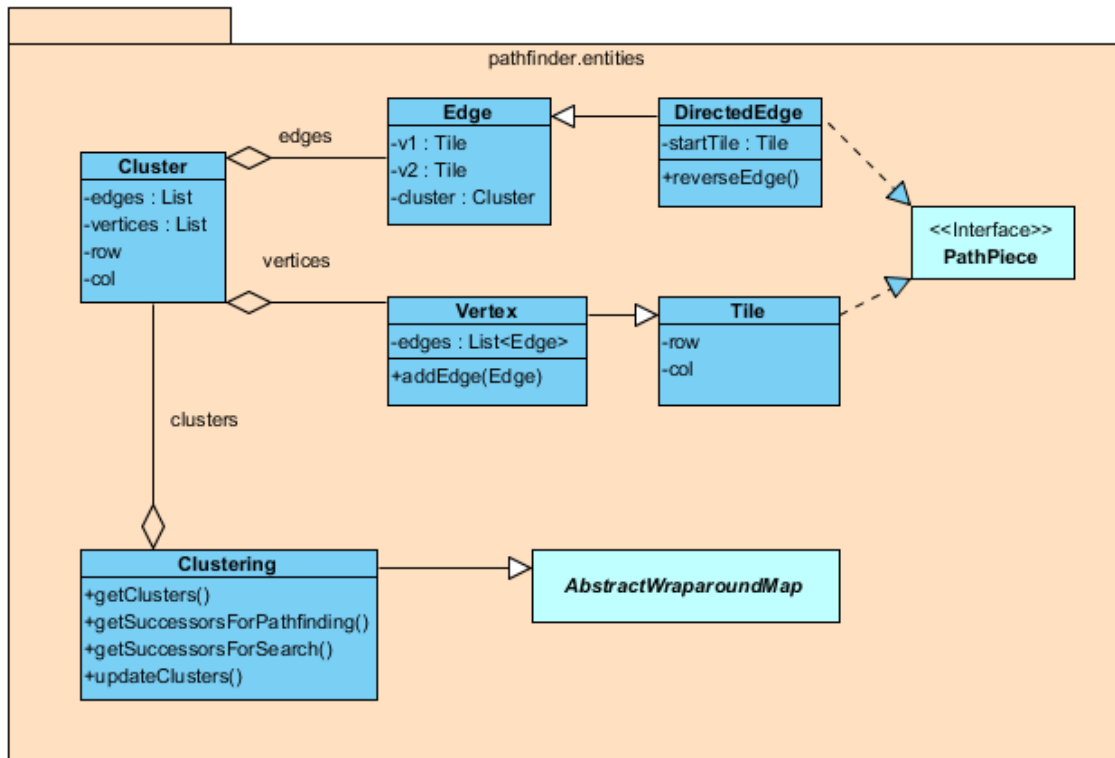 pathfinder.entities
Edge
-v1 : Tile
-v2 : Tile
-cluster : Cluster
DirectedEdge
-startTile : Tile
+reverseEdge()
edges
Cluster
-edges : List
-vertices : List
-row
-col
<<Interface>>
PathPiece
vertices
Vertex
-edges : List<Edge>
+addEdge(Edge)
Tile
-row
-col
clusters
Clustering
+getClusters()
+getSuccessorsForPathfinding()
+getSuccessorsForSearch()
+updateClusters()
AbstractWraparoundMap